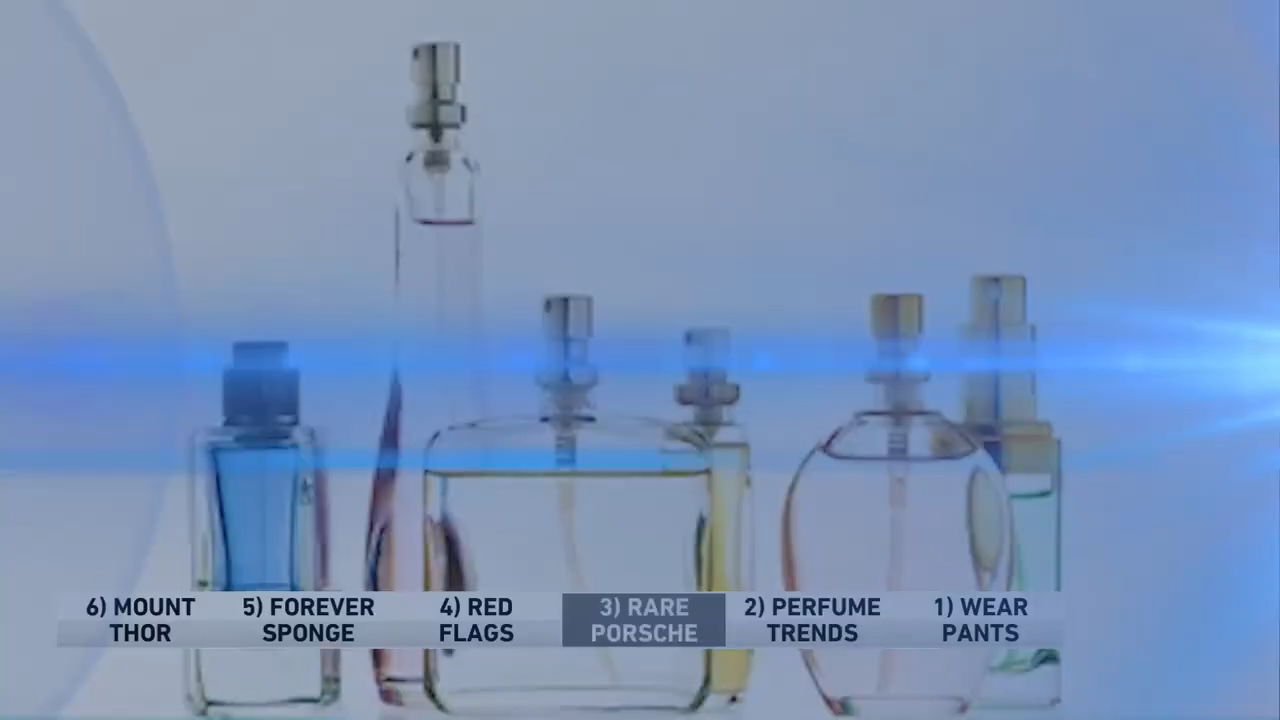 6) MOUNT THOR
5) FOREVER SPONGE
4) RED FLAGS
3) RARE PORSCHE
2) PERFUME TRENDS
1) WEAR PANTS